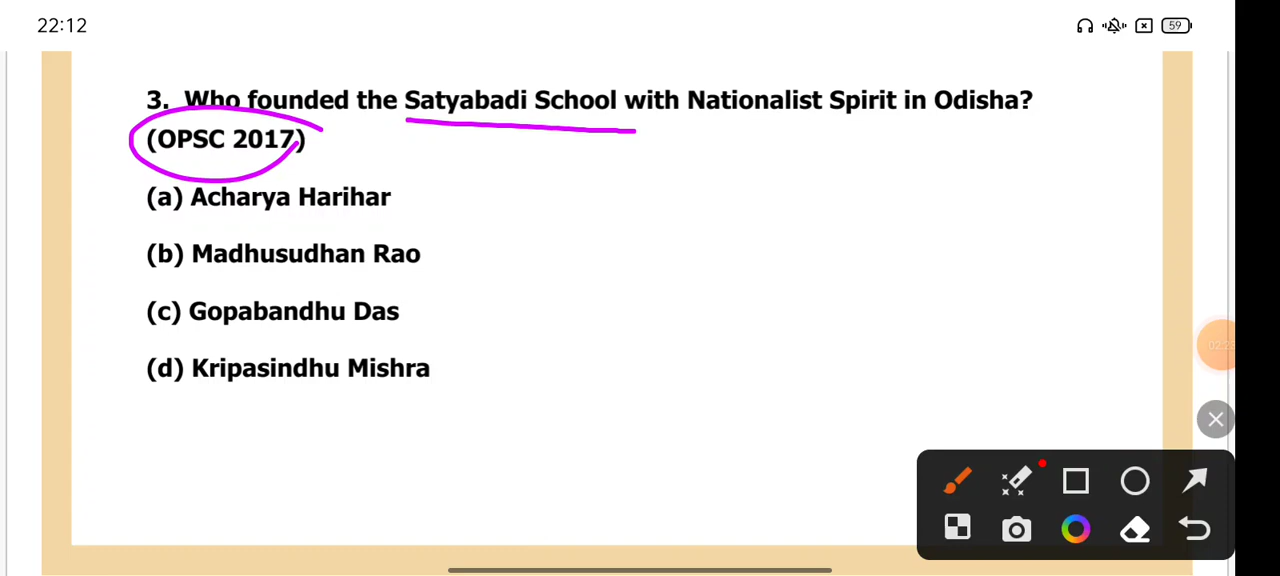 22:12
59
3. Who founded the Satyabadi School with Nationalist Spirit in Odisha?
(OPSC 2017)
(a) Acharya Harihar
(b) Madhusudhan Rao
(c) Gopabandhu Das
(d) Kripasindhu Mishra